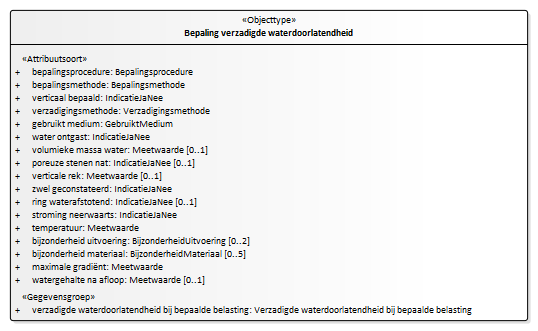 «Objecttype»
Bepaling verzadigde waterdoorlatendheid
«Attribuutsoort»
+ bepalingsprocedure: Bepalingsprocedure
+ bepalingsmethode: Bepalingsmethode
+ verticaal bepaald: IndicatieJaNee
+ verzadigingsmethode: Verzadigingsmethode
+ gebruikt medium: GebruiktMedium
+ water ontgast: IndicatieJaNee
+ volumieke massa water: Meetwaarde [0..1]
+ poreuze stenen nat: IndicatieJaNee [0..1]
+ verticale rek: Meetwaarde [0..1]
+ zwel geconstateerd: IndicatieJaNee
+ ring waterafstotend: IndicatieJaNee [0..1]
+ stroming neerwaarts: IndicatieJaNee
+ temperatuur: Meetwaarde
+ bijzonderheid uitvoering: BijzonderheidUitvoering [0..2]
+ bijzonderheid materiaal: BijzonderheidMateriaal [0..5]
+ maximale gradiënt: Meetwaarde
+ watergehalte na afloop: Meetwaarde [0..1]
«Gegevensgroep»
+ verzadigde waterdoorlatendheid bij bepaalde belasting: Verzadigde waterdoorlatendheid bij bepaalde belasting